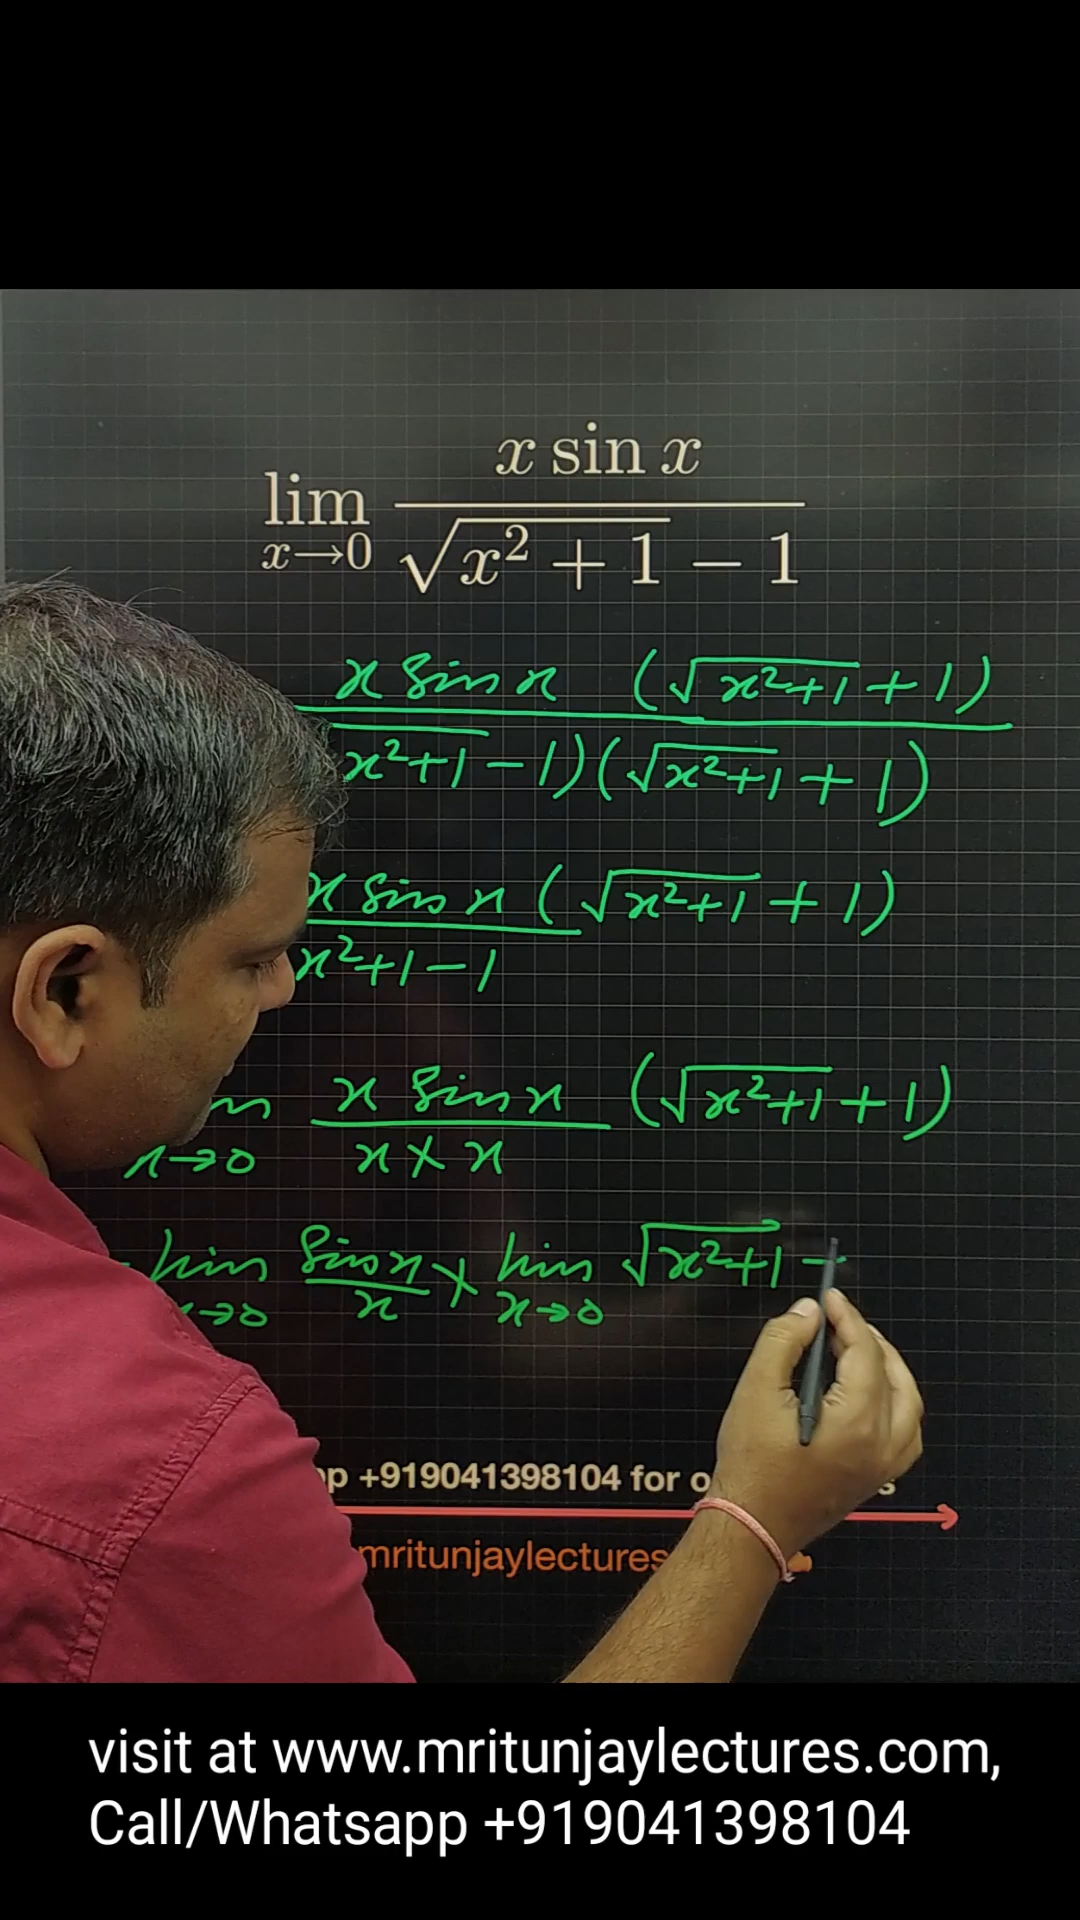 lim x→0 x sin x / √(x² + 1) − 1
x sin x (√(x²+1) + 1)
x²+1 − 1)(√(x²+1) + 1)
x sin x (√(x²+1) + 1)
x²+1 − 1
x sin x (√(x²+1) + 1)
x→0 x × x
lim x→0 sin x / x × lim x→0 √(x²+1)
+919041398104 for
mritunjaylectures
visit at www.mritunjaylectures.com,
Call/Whatsapp +919041398104